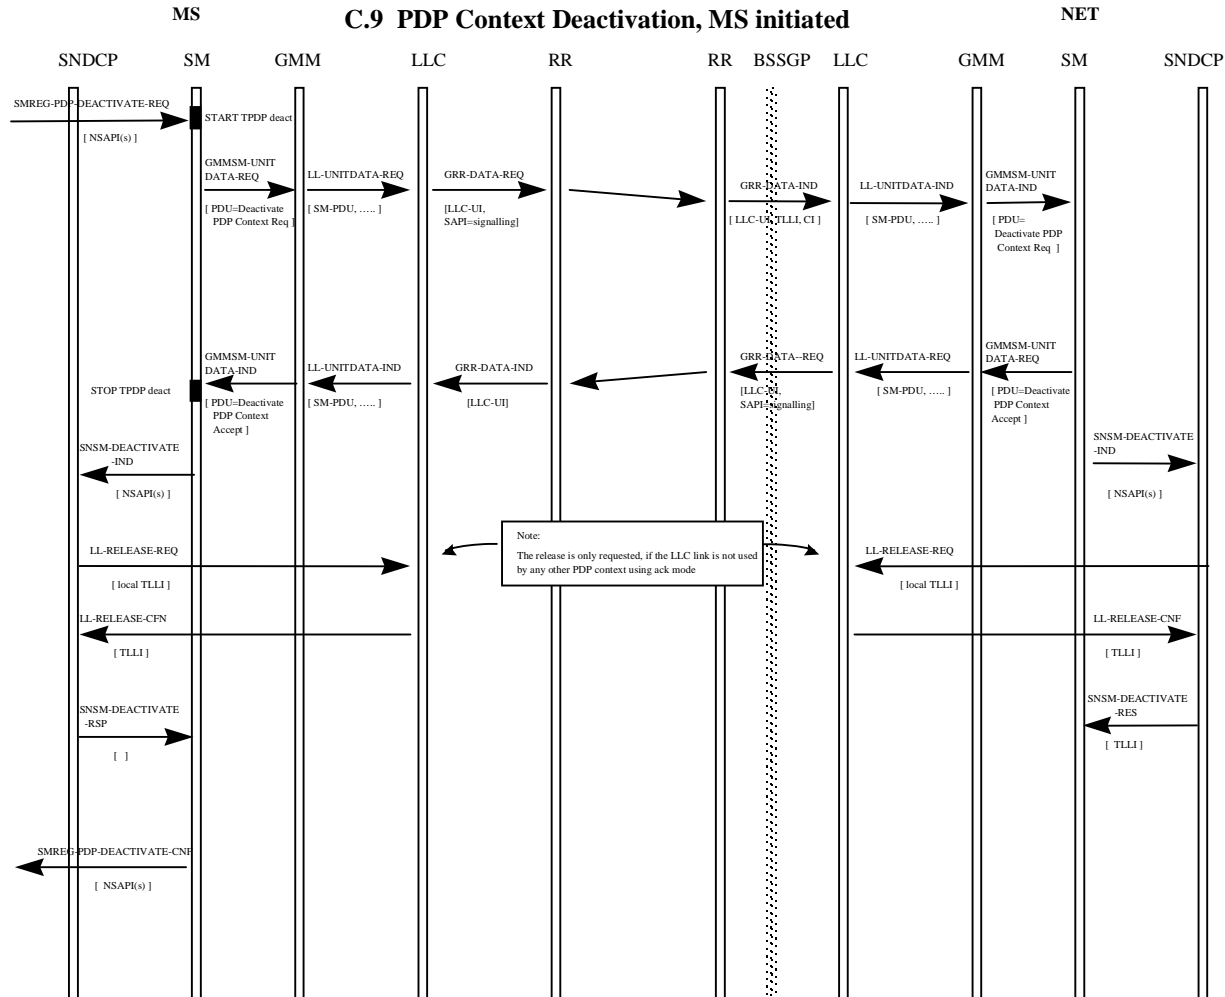 MS
C.9 PDP Context Deactivation, MS initiated
NET
SNDCP SM GMM LLC RR RR BSSGP LLC GMM SM SNDCP
SMREG-PDP-DEACTIVATE-REQ
[ NSAPI(s) ]
START TPDP deact
GMMSM-UNIT
DATA-REQ
[ PDU=Deactivate
PDP Context Req ]
LL-UNITDATA-REQ
[ SM-PDU, ..... ]
GRR-DATA-REQ
[LLC-UI,
SAPI=signalling]
GRR-DATA-IND
[ LLC-UI, TLLI, CI ]
LL-UNITDATA-IND
[ SM-PDU, ..... ]
GMMSM-UNIT
DATA-IND
[ PDU=
Deactivate PDP
Context Req ]
STOP TPDP deact
GMMSM-UNIT
DATA-IND
[ PDU=Deactivate
PDP Context
Accept ]
LL-UNITDATA-IND
[ SM-PDU, ..... ]
GRR-DATA-IND
[LLC-UI]
GRR-DATA--REQ
[LLC-UI,
SAPI=signalling]
LL-UNITDATA-REQ
[ SM-PDU, ..... ]
GMMSM-UNIT
DATA-REQ
[ PDU=Deactivate
PDP Context
Accept ]
SNSM-DEACTIVATE
-IND
[ NSAPI(s) ]
SNSM-DEACTIVATE
-IND
[ NSAPI(s) ]
Note:
The release is only requested, if the LLC link is not used
by any other PDP context using ack mode
LL-RELEASE-REQ
[ local TLLI ]
LL-RELEASE-REQ
[ local TLLI ]
LL-RELEASE-CFN
[ TLLI ]
LL-RELEASE-CNF
[ TLLI ]
SNSM-DEACTIVATE
-RSP
[ ]
SNSM-DEACTIVATE
-RES
[ TLLI ]
SMREG-PDP-DEACTIVATE-CNF
[ NSAPI(s) ]